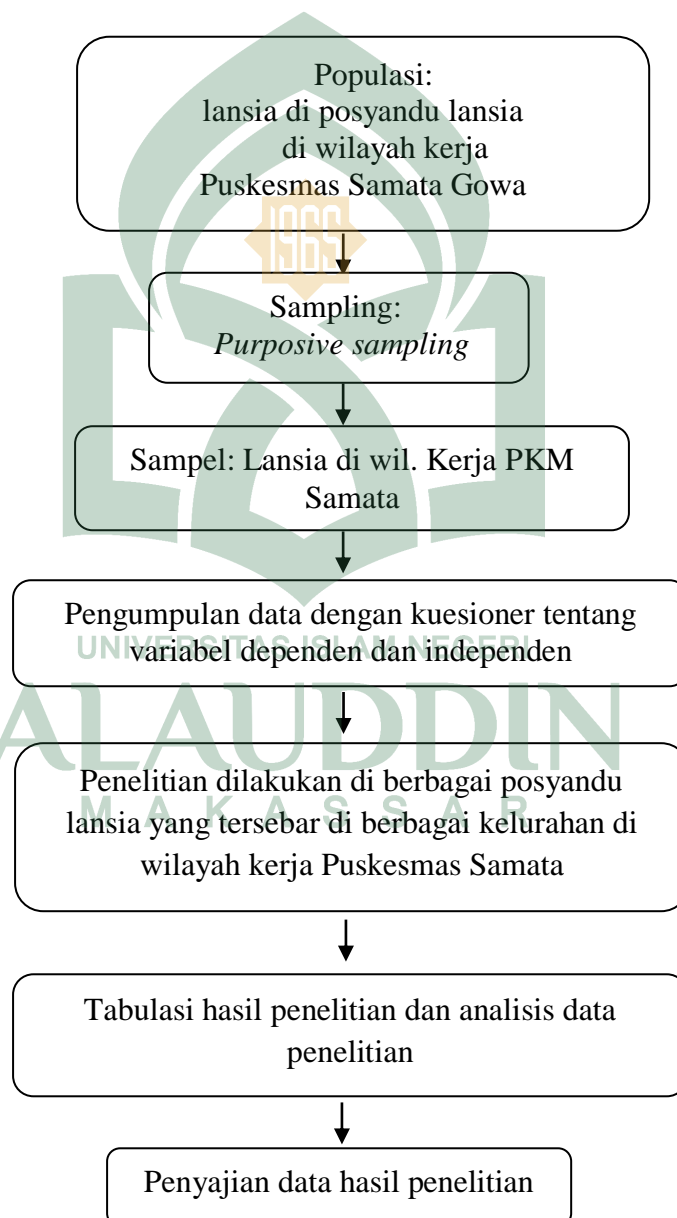 Populasi:
lansia di posyandu lansia
di wilayah kerja
Puskesmas Samata Gowa
1965
Sampling:
Purposive sampling
Sampel: Lansia di wil. Kerja PKM
Samata
Pengumpulan data dengan kuesioner tentang
variabel dependen dan independen
UNIVERSITAS ISLAM NEGERI
ALAUDDIN
Penelitian dilakukan di berbagai posyandu
MAKASSAR
lansia yang tersebar di berbagai kelurahan di
wilayah kerja Puskesmas Samata
Tabulasi hasil penelitian dan analisis data
penelitian
Penyajian data hasil penelitian